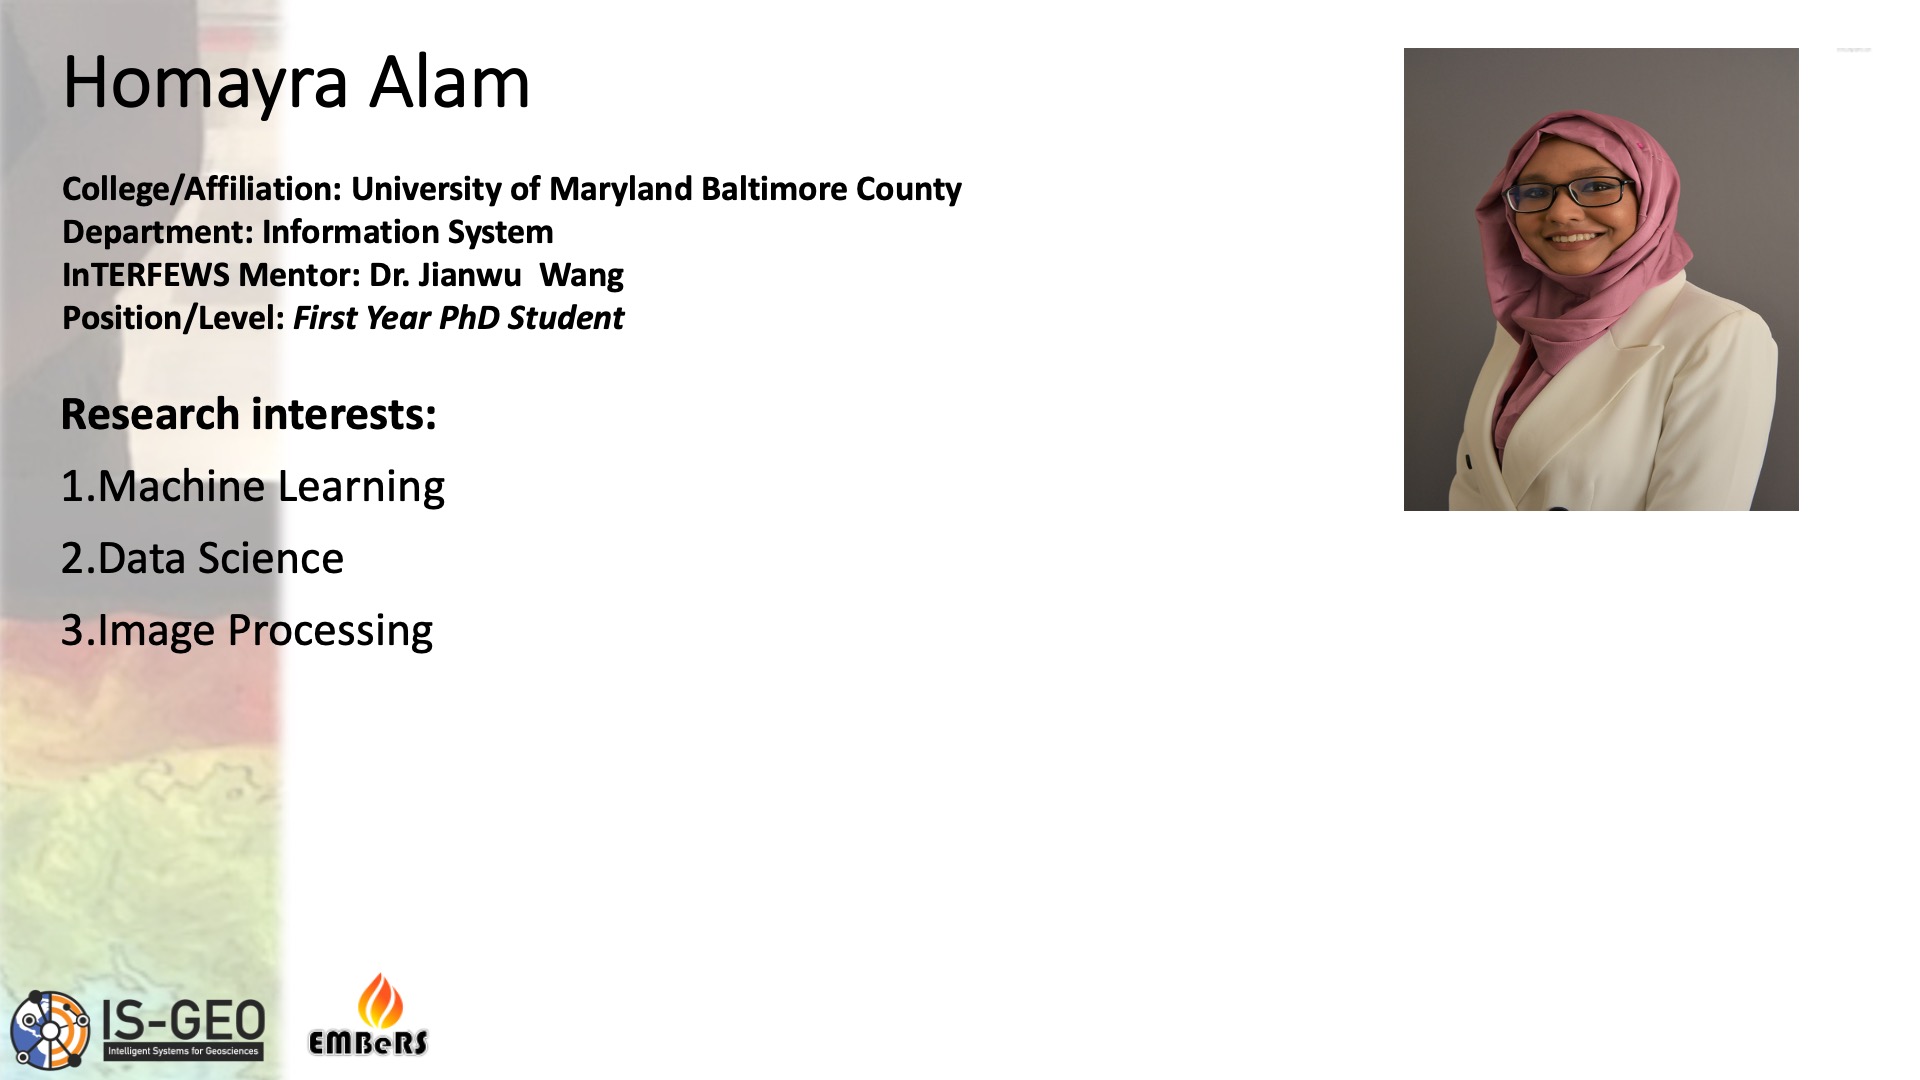 Homayra Alam
College/Affiliation: University of Maryland Baltimore County
Department: Information System
InTERFEWS Mentor: Dr. Jianwu  Wang
Position/Level: First Year PhD Student
Research interests:
1.Machine Learning
2.Data Science
3.Image Processing
IS-GEO
Intelligent Systems for Geosciences
EMBeRS